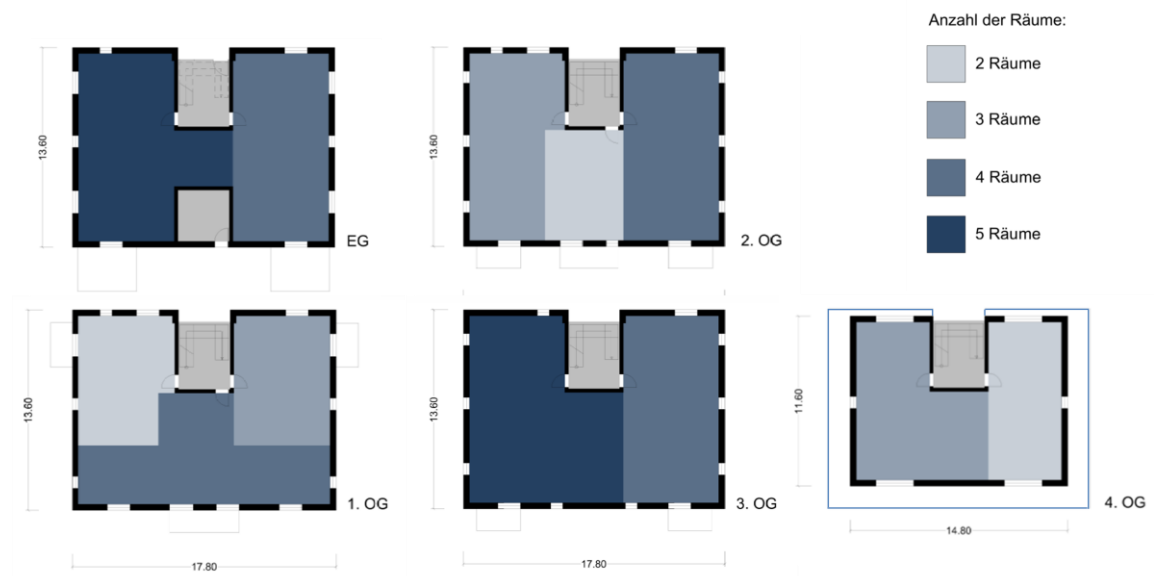 Anzahl der Räume:
2 Räume
3 Räume
4 Räume
5 Räume
13.60
EG
13.60
2. OG
13.60
1. OG
17.80
13.60
3. OG
17.80
11.60
4. OG
14.80